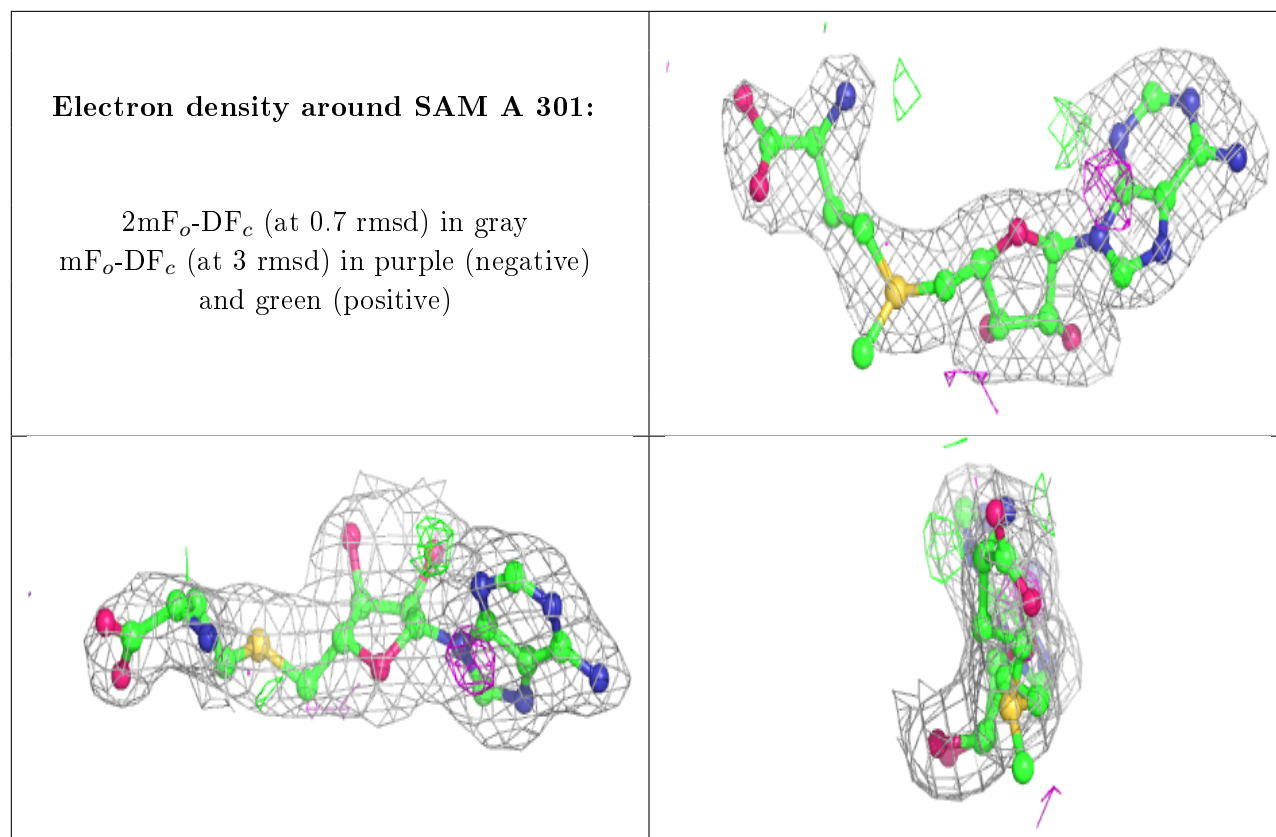 Electron density around SAM A 301:
2mFo-DFc (at 0.7 rmsd) in gray
mFo-DFc (at 3 rmsd) in purple (negative)
and green (positive)